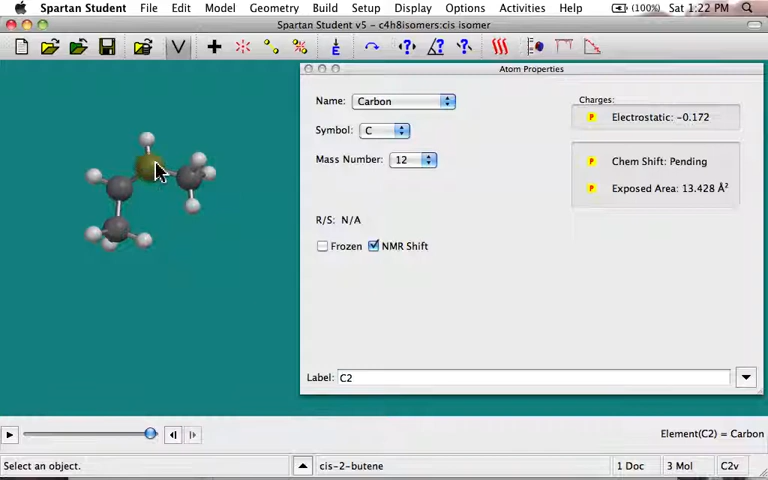 Spartan Student File Edit Model Geometry Build Setup Display Options Activities Help Sat 1:22 PM
Spartan Student v5 - c4h8isomers:cis isomer
Atom Properties
Name: Carbon
Charges:
P Electrostatic: -0.172
Symbol: C
Mass Number: 12
P Chem Shift: Pending
P Exposed Area: 13.428 Å²
R/S: N/A
Frozen NMR Shift
Label: C2
Element(C2) = Carbon
Select an object. cis-2-butene 1 Doc 3 Mol C2v